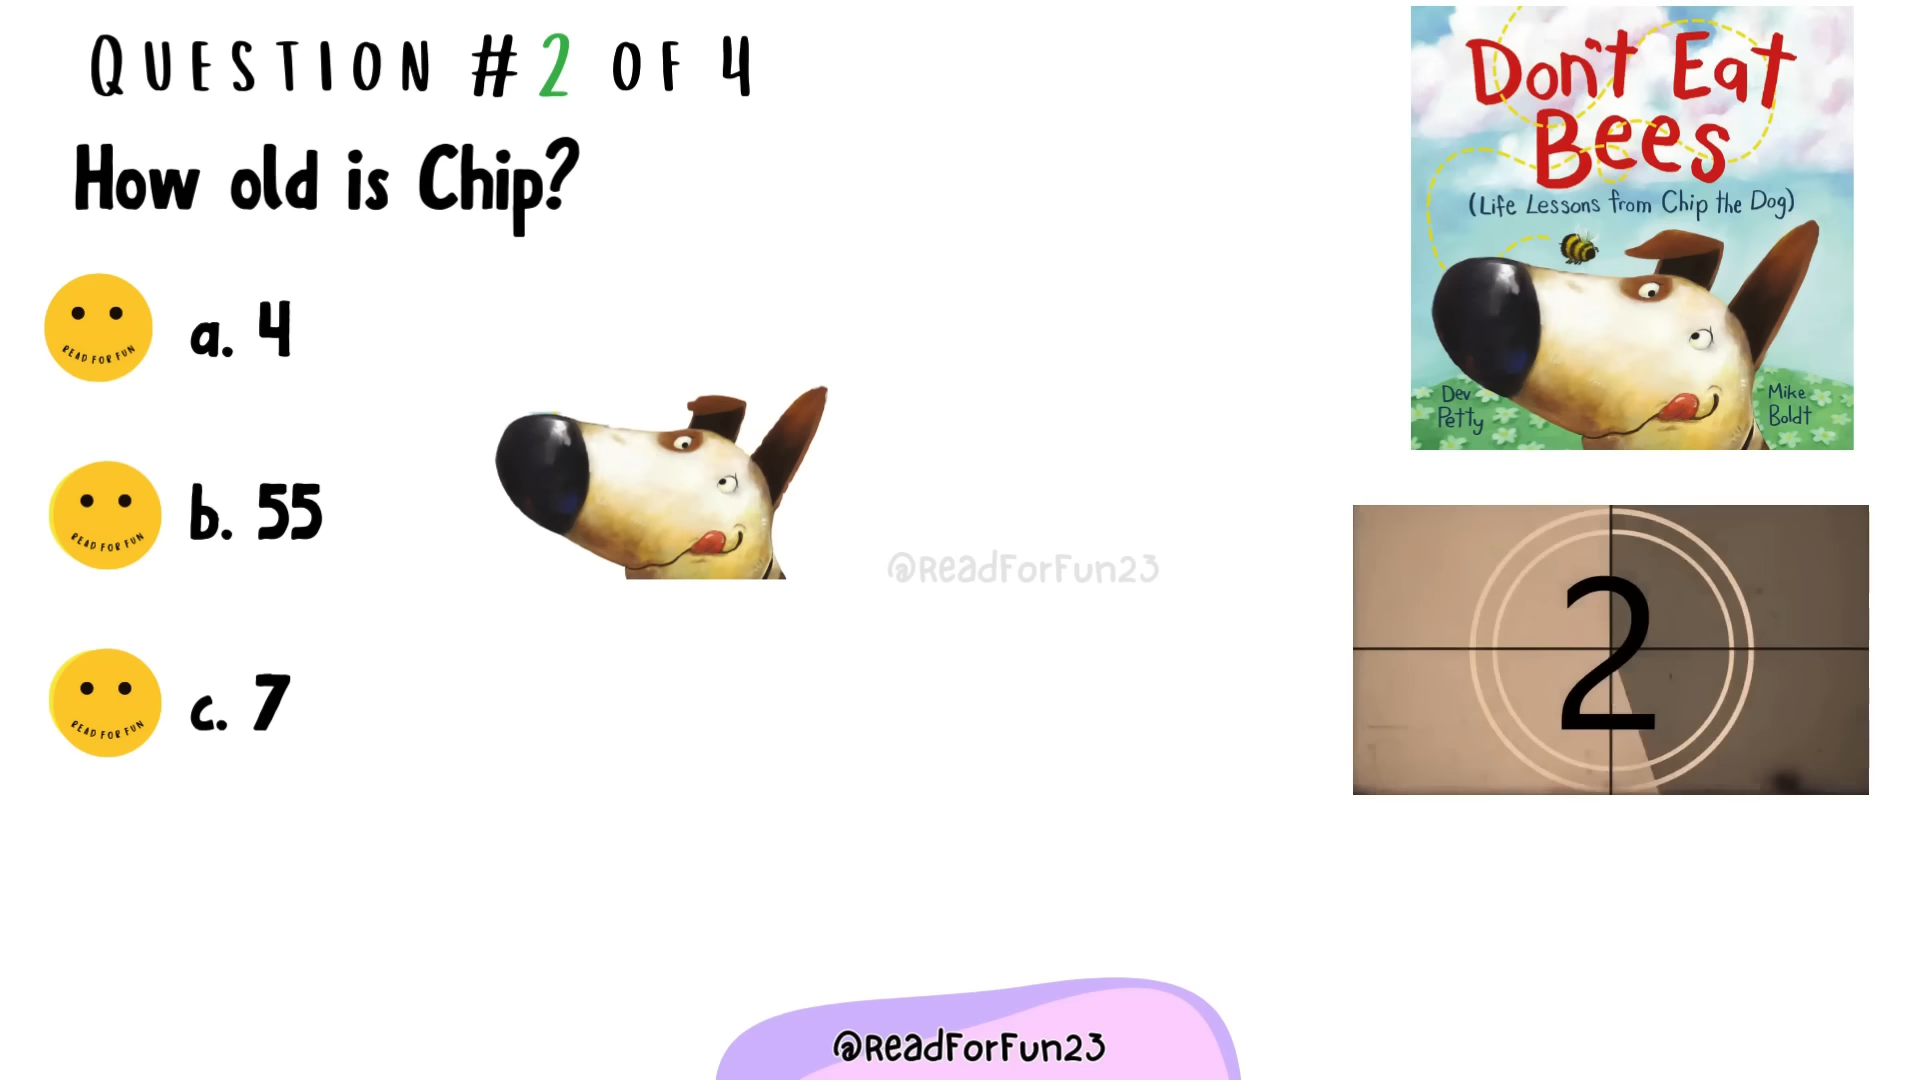 QUESTION #2 OF 4
How old is Chip?
READ FOR FUN
a. 4
READ FOR FUN
b. 55
READ FOR FUN
c. 7
Don't Eat
Bees
(Life Lessons from Chip the Dog)
Dev
Petty
Mike
Boldt
@ReadForFun23
2
@ReadForFun23